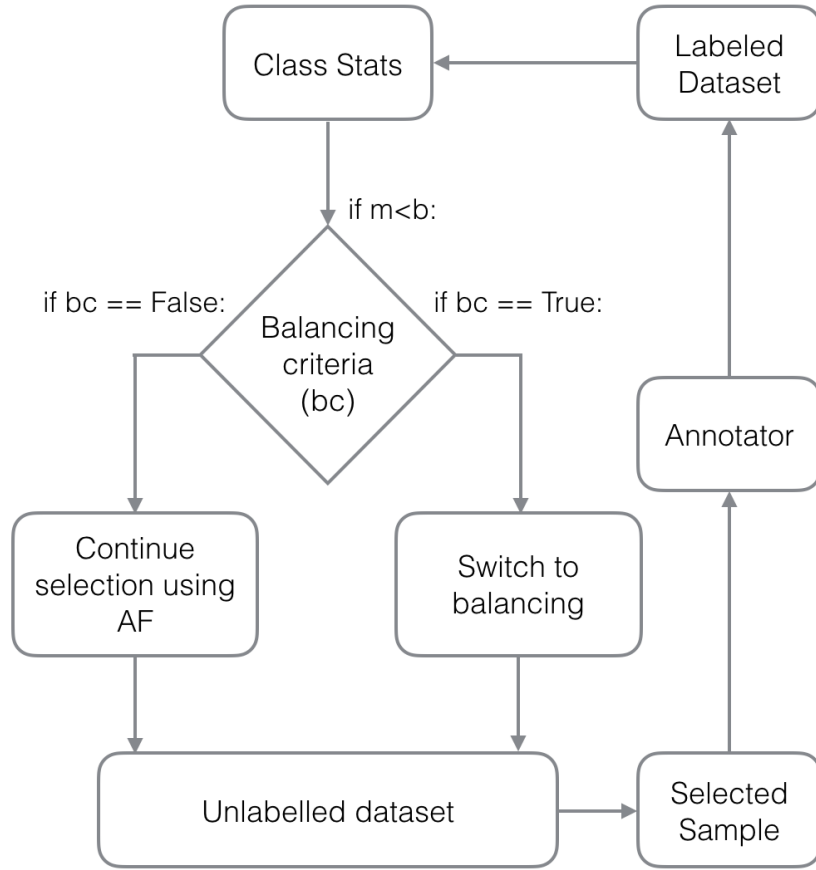 Class Stats
Labeled
Dataset
if m<b:
if bc == False:
if bc == True:
Balancing
criteria
(bc)
Annotator
Continue
selection using
AF
Switch to
balancing
Unlabelled dataset
Selected
Sample